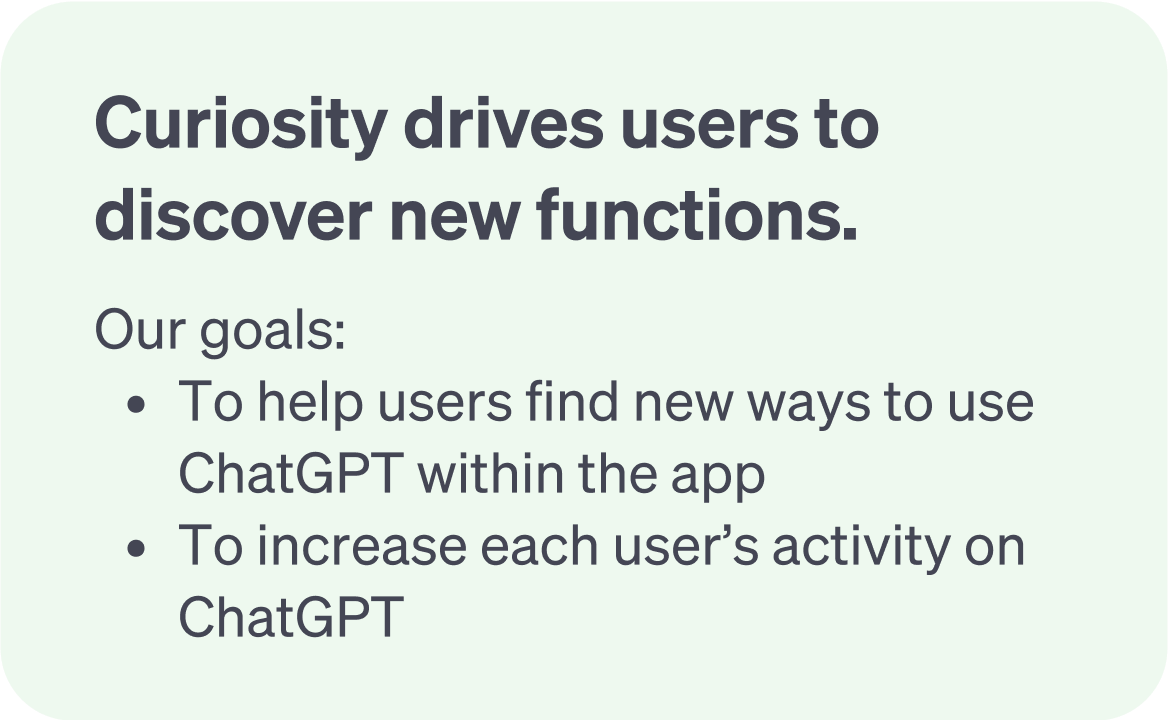 Curiosity drives users to
discover new functions.
Our goals:
• To help users find new ways to use
ChatGPT within the app
• To increase each user’s activity on
ChatGPT